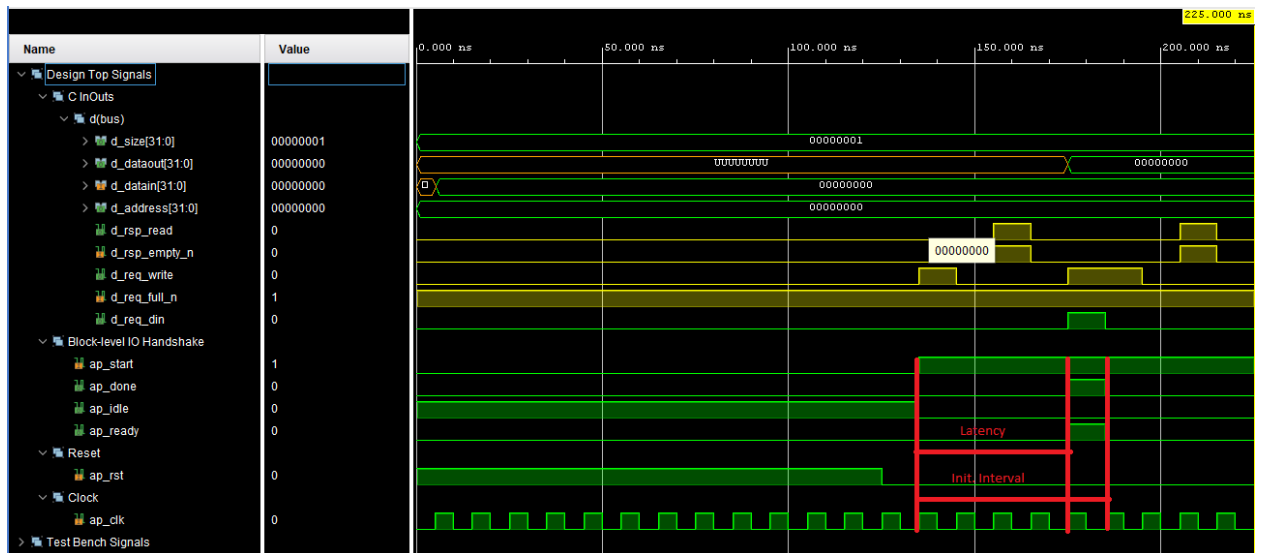 225.000 ns
Name Value 0.000 ns 50.000 ns 100.000 ns 150.000 ns 200.000 ns
Design Top Signals
C InOuts
d(bus)
d_size[31:0] 00000001 00000001
d_dataout[31:0] 00000000 UUUUUUUU 00000000
d_datain[31:0] 00000000 00000000
d_address[31:0] 00000000 00000000
d_rsp_read 0
d_rsp_empty_n 0 00000000
d_req_write 0
d_req_full_n 1
d_req_din 0
Block-level IO Handshake
ap_start 1
ap_done 0
ap_idle 0
ap_ready 0 Latency
Reset
ap_rst 0 Init. Interval
Clock
ap_clk 0
Test Bench Signals